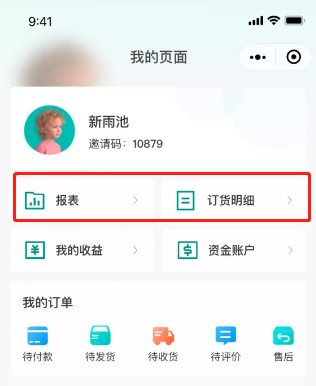 9:41
我的页面
新雨池
邀请码：10879
报表
订货明细
我的收益
资金账户
我的订单
待付款 待发货 待收货 待评价 售后